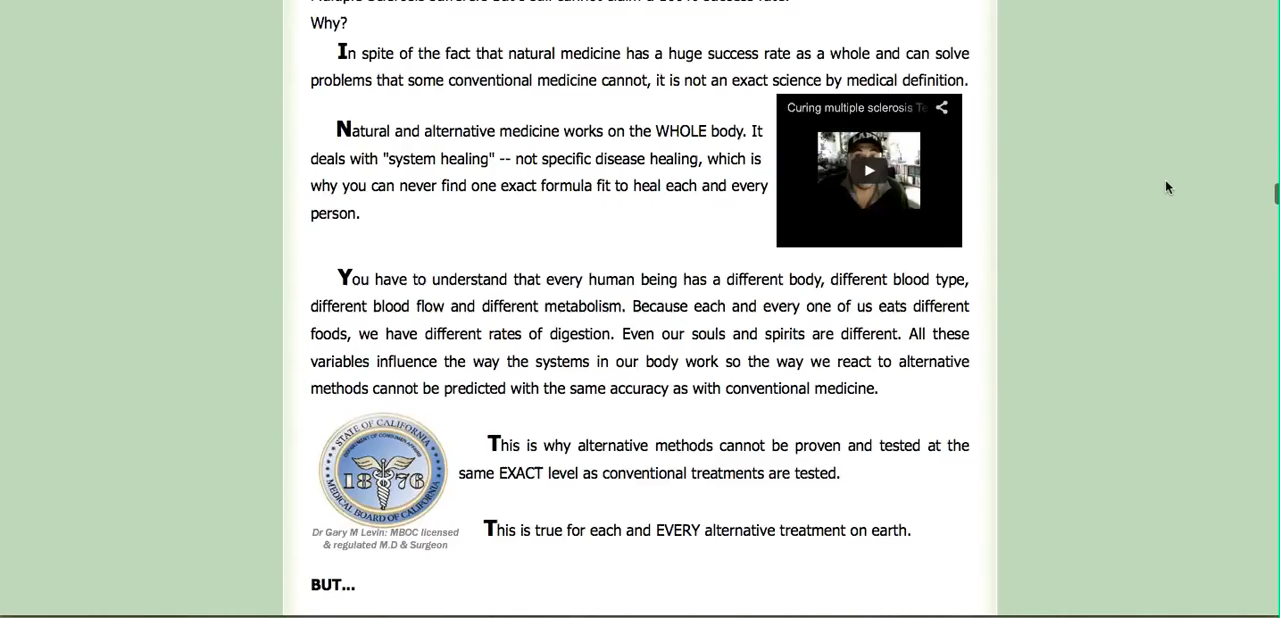 Why?
In spite of the fact that natural medicine has a huge success rate as a whole and can solve
problems that some conventional medicine cannot, it is not an exact science by medical definition.
Curing multiple sclerosis Te
Natural and alternative medicine works on the WHOLE body. It
deals with "system healing" -- not specific disease healing, which is
why you can never find one exact formula fit to heal each and every
person.
You have to understand that every human being has a different body, different blood type,
different blood flow and different metabolism. Because each and every one of us eats different
foods, we have different rates of digestion. Even our souls and spirits are different. All these
variables influence the way the systems in our body work so the way we react to alternative
methods cannot be predicted with the same accuracy as with conventional medicine.
STATE OF CALIFORNIA
DEPARTMENT OF CONSUMER AFFAIRS
1876
MEDICAL BOARD OF CALIFORNIA
Dr Gary M Levin: MBOC licensed
& regulated M.D & Surgeon
This is why alternative methods cannot be proven and tested at the
same EXACT level as conventional treatments are tested.
This is true for each and EVERY alternative treatment on earth.
BUT...